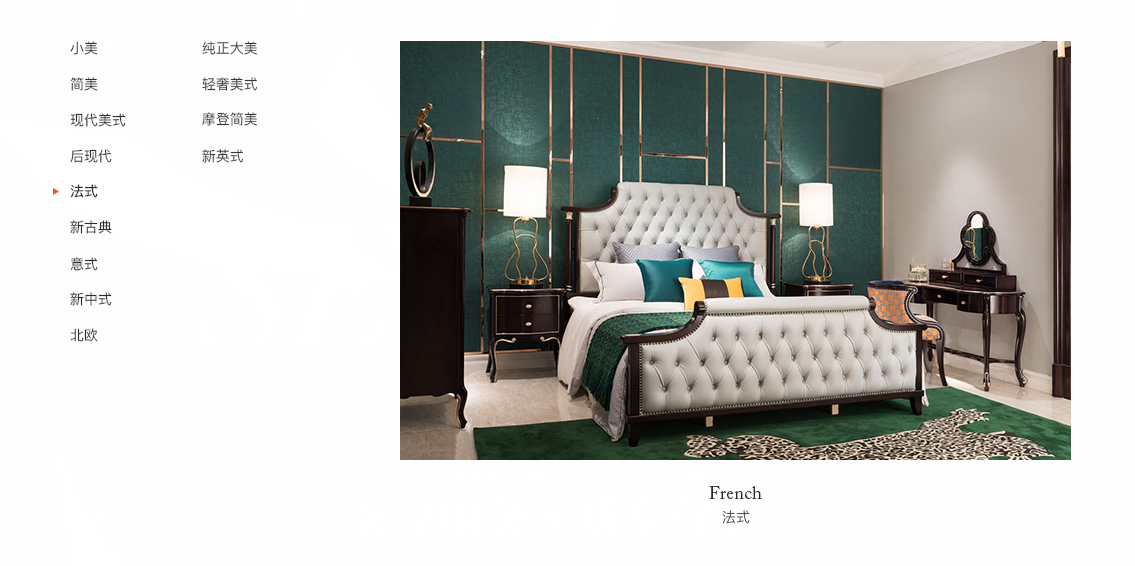 小美
简美
现代美式
后现代
法式
新古典
意式
新中式
北欧
纯正大美
轻奢美式
摩登简美
新英式
French
法式